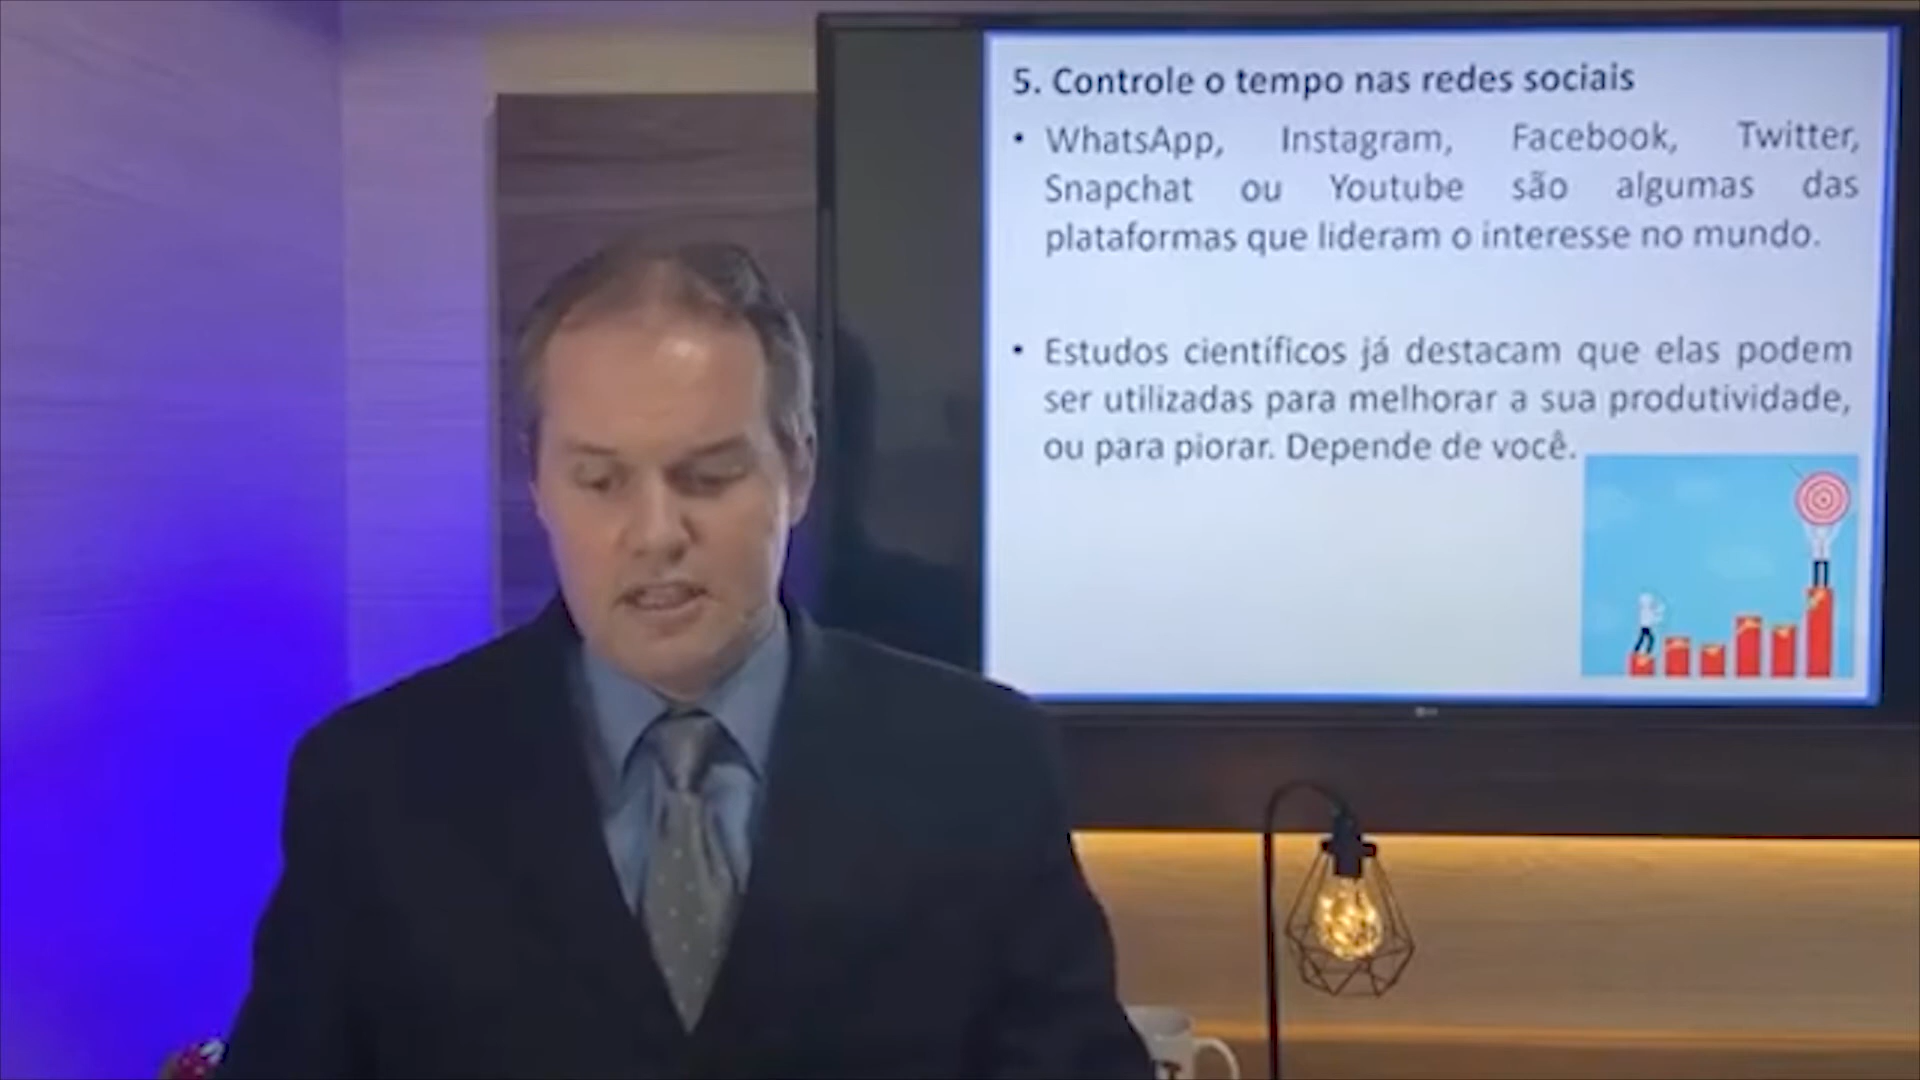 5. Controle o tempo nas redes sociais
• WhatsApp, Instagram, Facebook, Twitter,
Snapchat ou Youtube são algumas das
plataformas que lideram o interesse no mundo.
• Estudos científicos já destacam que elas podem
ser utilizadas para melhorar a sua produtividade,
ou para piorar. Depende de você.